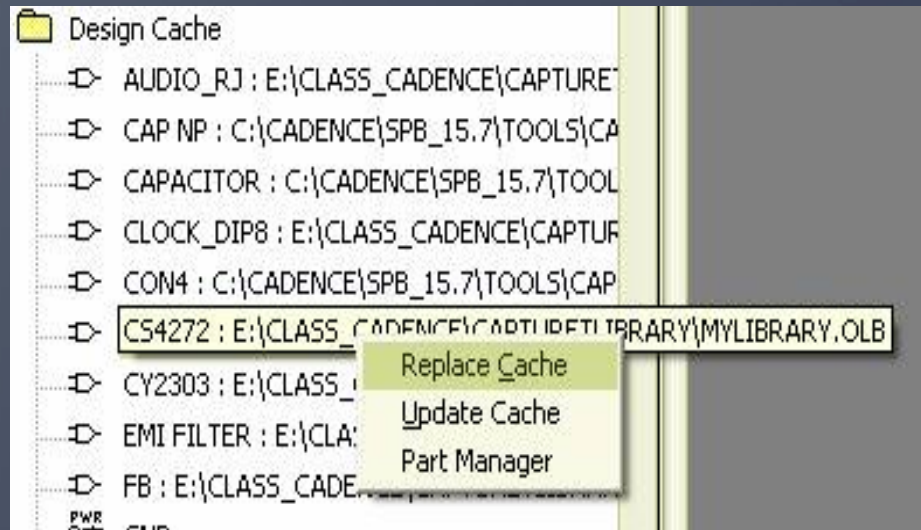 Design Cache
AUDIO_RJ : E:\CLASS_CADENCE\CAPTURE
CAP NP : C:\CADENCE\SPB_15.7\TOOLS\CA
CAPACITOR : C:\CADENCE\SPB_15.7\TOOL
CLOCK_DIP8 : E:\CLASS_CADENCE\CAPTUR
CON4 : C:\CADENCE\SPB_15.7\TOOLS\CAP
CS4272 : E:\CLASS_CADENCE\CAPTURELIBRARY\MYLIBRARY.OLB
Replace Cache
CY2303 : E:\CLASS_
Update Cache
EMI FILTER : E:\CLA
Part Manager
FB : E:\CLASS_CADE
PWR